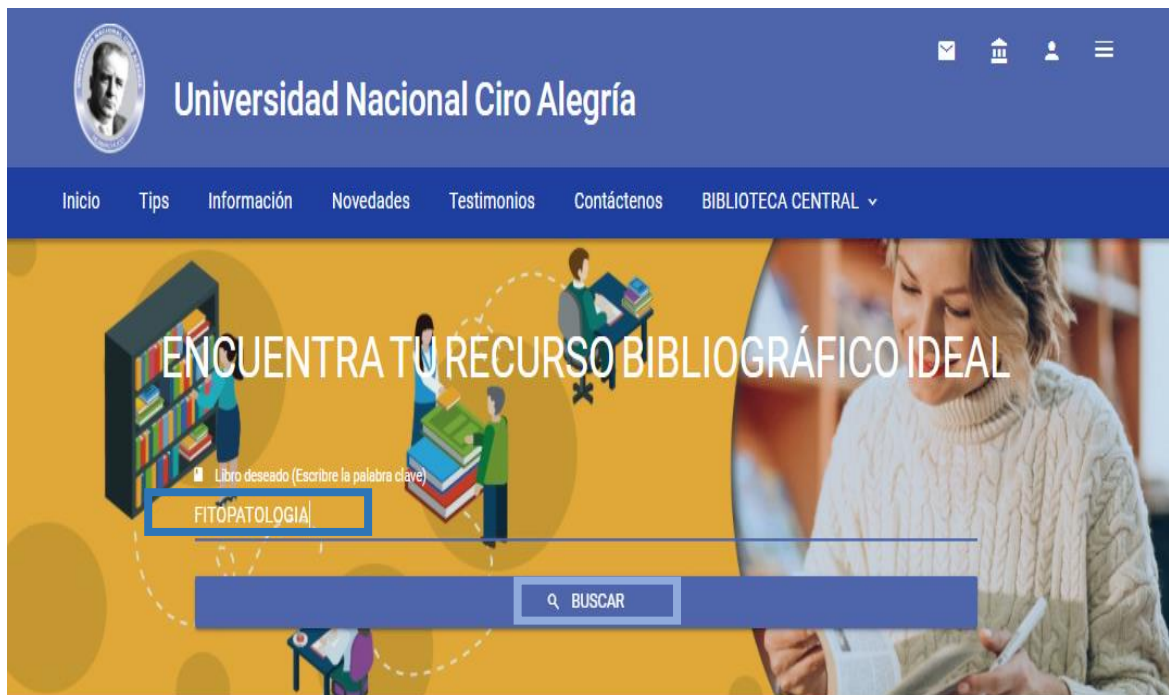 Universidad Nacional Ciro Alegría
Inicio Tips Información Novedades Testimonios Contáctenos BIBLIOTECA CENTRAL
ENCUENTRA TU RECURSO BIBLIOGRÁFICO IDEAL
Libro deseado (Escribre la palabra clave)
FITOPATOLOGIA
BUSCAR